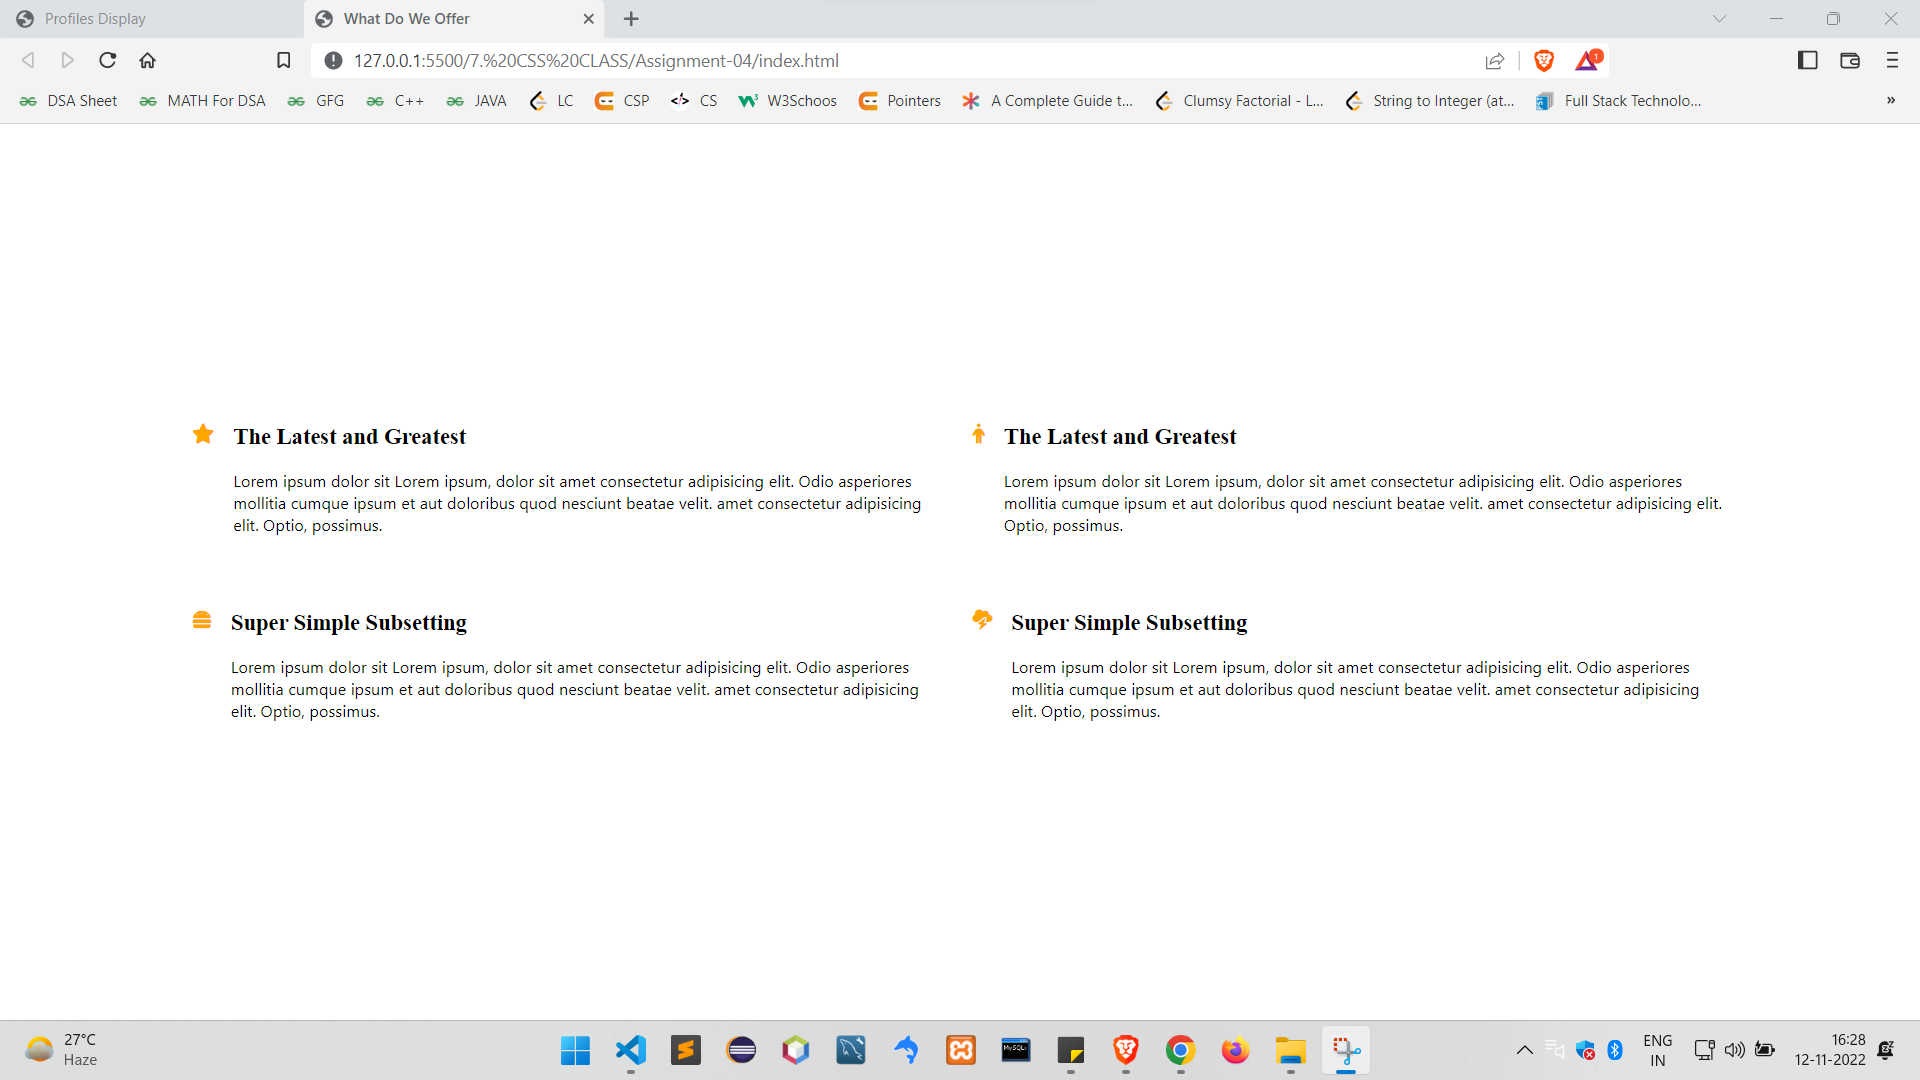 Profiles Display
What Do We Offer
127.0.0.1:5500/7.%20CSS%20CLASS/Assignment-04/index.html
1
DSA Sheet
MATH For DSA
GFG
C++
JAVA
LC
CSP
CS
W3Schoos
Pointers
A Complete Guide t...
Clumsy Factorial - L...
String to Integer (at...
Full Stack Technolo...
»
The Latest and Greatest
Lorem ipsum dolor sit Lorem ipsum, dolor sit amet consectetur adipisicing elit. Odio asperiores
mollitia cumque ipsum et aut doloribus quod nesciunt beatae velit. amet consectetur adipisicing
elit. Optio, possimus.
The Latest and Greatest
Lorem ipsum dolor sit Lorem ipsum, dolor sit amet consectetur adipisicing elit. Odio asperiores
mollitia cumque ipsum et aut doloribus quod nesciunt beatae velit. amet consectetur adipisicing elit.
Optio, possimus.
Super Simple Subsetting
Lorem ipsum dolor sit Lorem ipsum, dolor sit amet consectetur adipisicing elit. Odio asperiores
mollitia cumque ipsum et aut doloribus quod nesciunt beatae velit. amet consectetur adipisicing
elit. Optio, possimus.
Super Simple Subsetting
Lorem ipsum dolor sit Lorem ipsum, dolor sit amet consectetur adipisicing elit. Odio asperiores
mollitia cumque ipsum et aut doloribus quod nesciunt beatae velit. amet consectetur adipisicing
elit. Optio, possimus.
27°C
Haze
MySQL
ENG
IN
16:28
12-11-2022